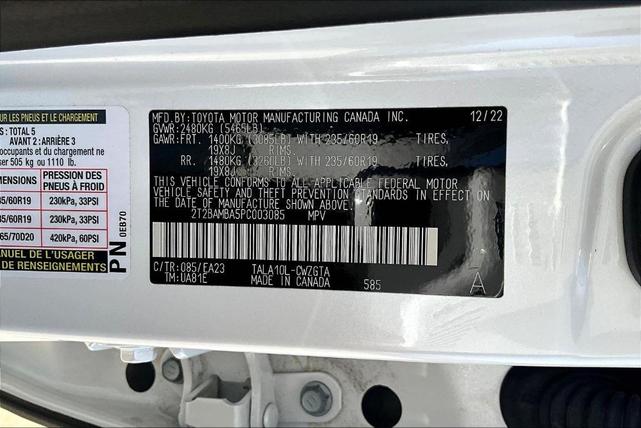 OUR LES PNEUS ET LE CHARGEMENT
S: TOTAL 5
AVANT 2: ARRIÈRE 3
occupants et du chargement ne
ser 505 kg ou 1110 lb.
MENSIONS PRESSION DES PNEUS À FROID
5/60R19 230kPa, 33PSI
5/60R19 230kPa, 33PSI
65/70D20 420kPa, 60PSI
MANUEL DE L'USAGER
DE RENSEIGNEMENTS
PN 0EB70
MFD.BY:TOYOTA MOTOR MANUFACTURING CANADA INC. 12/22
GVWR:2480KG (5465LB)
GAWR:FRT. 1400KG (3085LB) WITH 235/60R19 TIRES,
19X8J RIMS
RR. 1480KG (3260LB) WITH 235/60R19 TIRES,
19X8J RIMS
THIS VEHICLE CONFORMS TO ALL APPLICABLE FEDERAL MOTOR
VEHICLE SAFETY AND THEFT PREVENTION STANDARDS IN EFFECT ON
THE DATE OF MANUFACTURE SHOWN ABOVE.
2T2BAMBA5PC003085 MPV
C/TR:085/EA23 TALA10L-CWZGTA
TM:UA81E MADE IN CANADA 585 A